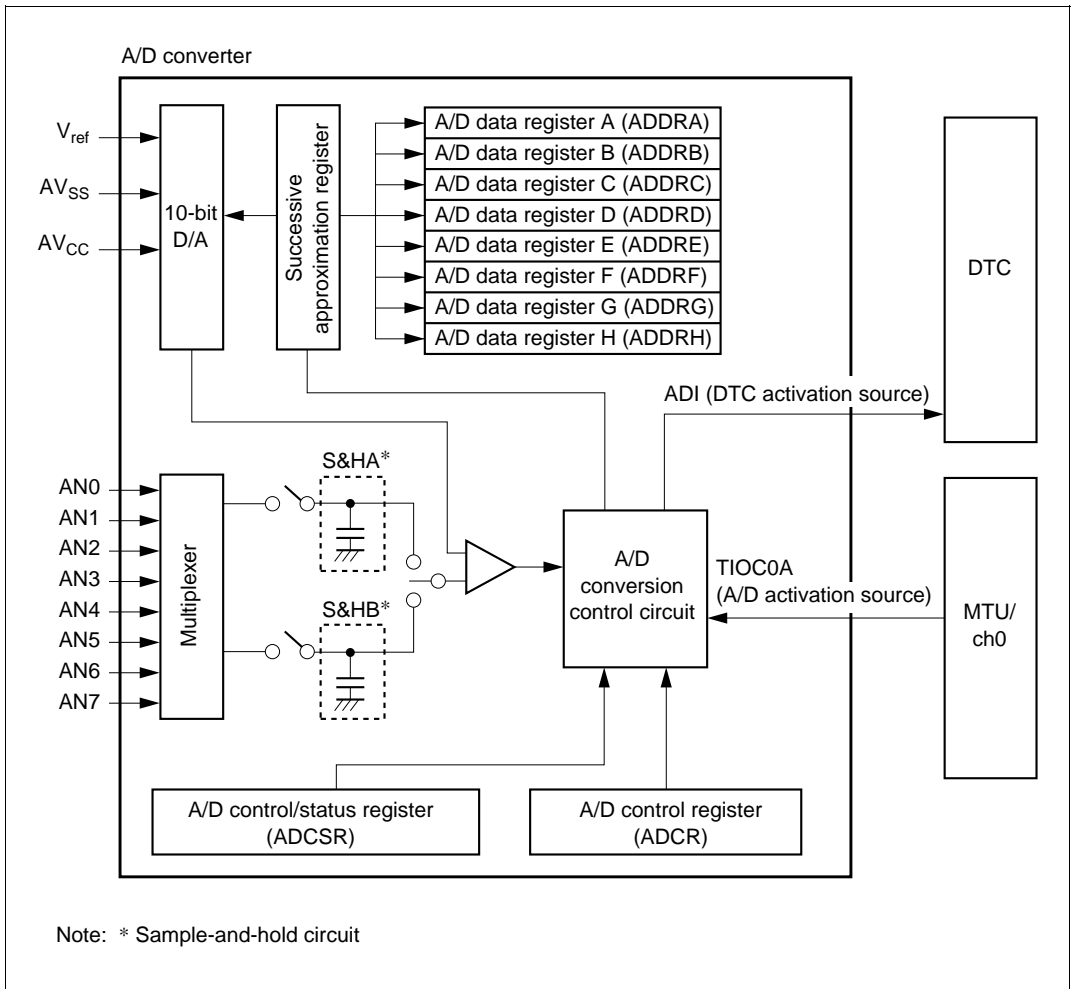 A/D converter
Vref
AVSS
AVCC
10-bit
D/A
Successive
approximation register
A/D data register A (ADDRA)
A/D data register B (ADDRB)
A/D data register C (ADDRC)
A/D data register D (ADDRD)
A/D data register E (ADDRE)
A/D data register F (ADDRF)
A/D data register G (ADDRG)
A/D data register H (ADDRH)
DTC
ADI (DTC activation source)
AN0
AN1
AN2
AN3
AN4
AN5
AN6
AN7
Multiplexer
S&HA*
S&HB*
A/D
conversion
control circuit
TIOC0A
(A/D activation source)
MTU/
ch0
A/D control/status register
(ADCSR)
A/D control register
(ADCR)
Note: * Sample-and-hold circuit